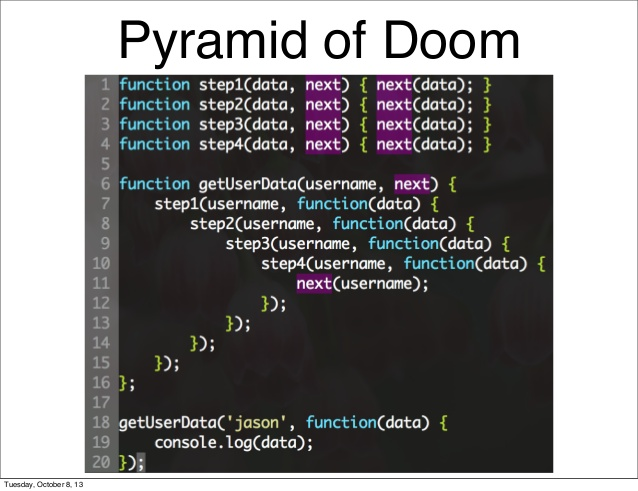 Pyramid of Doom
1 function step1(data, next) { next(data); }
2 function step2(data, next) { next(data); }
3 function step3(data, next) { next(data); }
4 function step4(data, next) { next(data); }
5
6 function getUserData(username, next) {
7     step1(username, function(data) {
8         step2(username, function(data) {
9             step3(username, function(data) {
10                 step4(username, function(data) {
11                     next(username);
12                 });
13             });
14         });
15     });
16 };
17
18 getUserData('jason', function(data) {
19     console.log(data);
20 });
Tuesday, October 8, 13